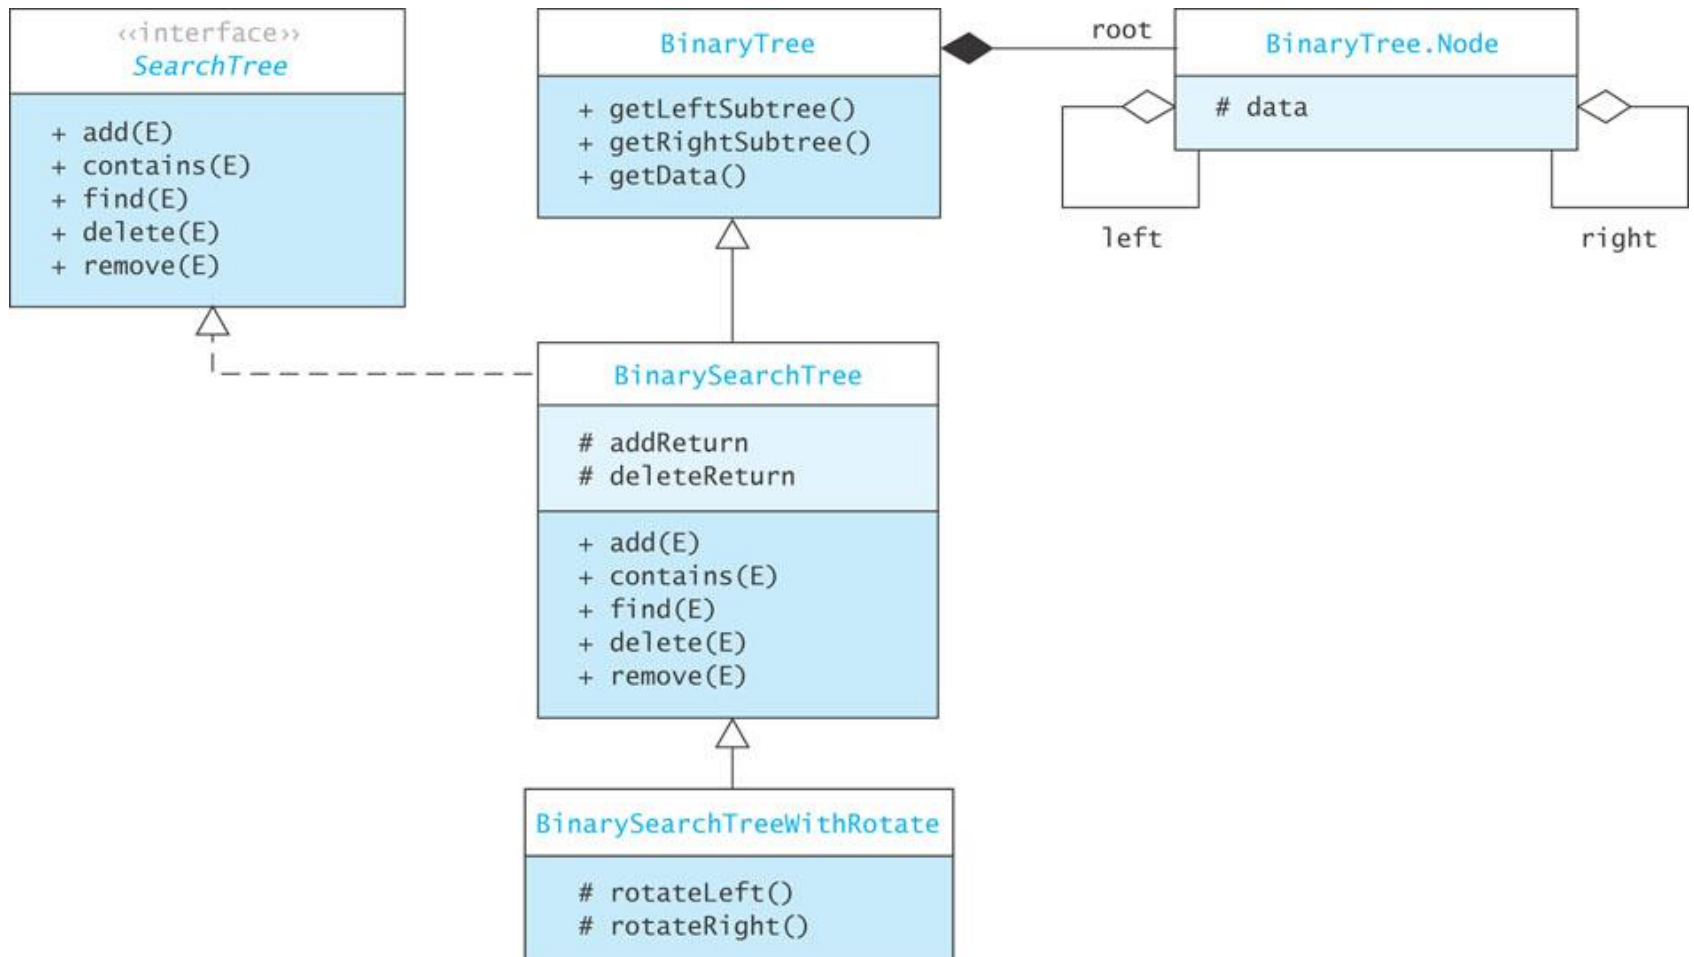 ‹‹interface››
SearchTree
+ add(E)
+ contains(E)
+ find(E)
+ delete(E)
+ remove(E)
BinaryTree
+ getLeftSubtree()
+ getRightSubtree()
+ getData()
root
BinaryTree.Node
# data
left
right
BinarySearchTree
# addReturn
# deleteReturn
+ add(E)
+ contains(E)
+ find(E)
+ delete(E)
+ remove(E)
BinarySearchTreeWithRotate
# rotateLeft()
# rotateRight()